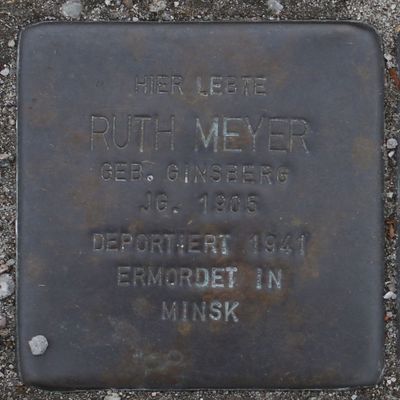 HIER LEBTE
RUTH MEYER
GEB. GINSBERG
JG. 1905
DEPORTIERT 1941
ERMORDET IN
MINSK